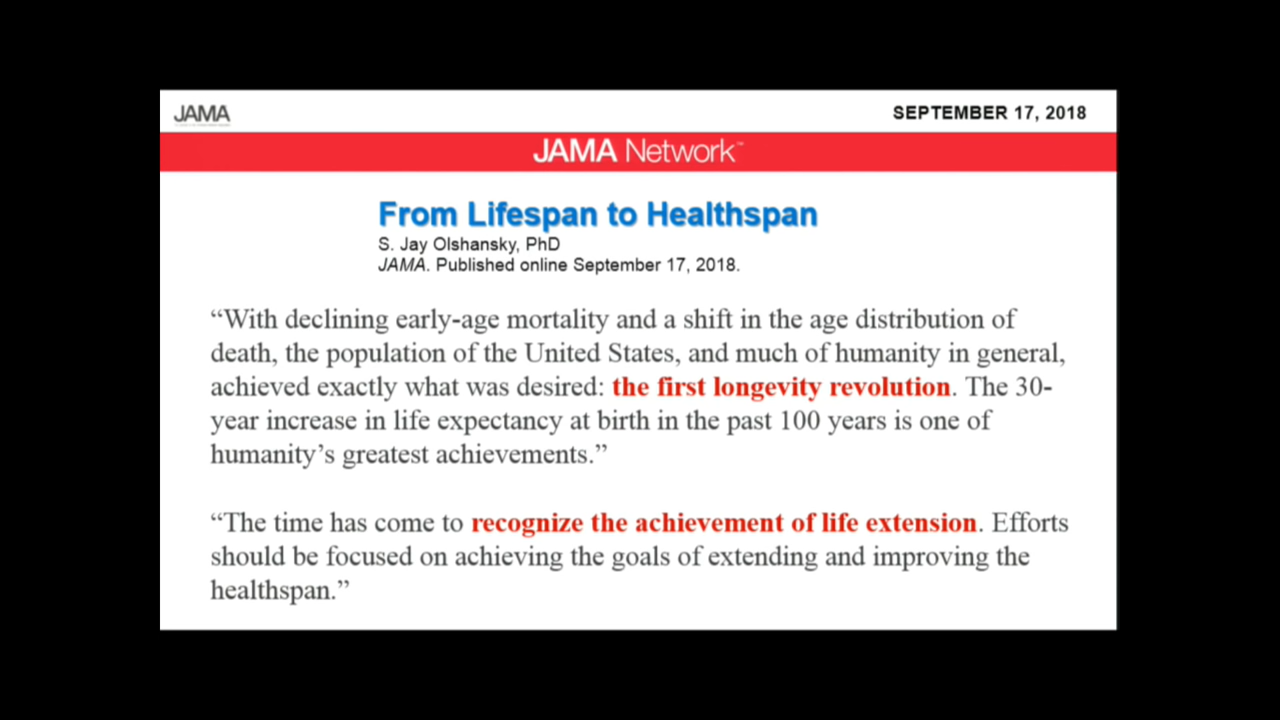 JAMA
SEPTEMBER 17, 2018
JAMA Network™
From Lifespan to Healthspan
S. Jay Olshansky, PhD
JAMA. Published online September 17, 2018.
“With declining early-age mortality and a shift in the age distribution of
death, the population of the United States, and much of humanity in general,
achieved exactly what was desired: the first longevity revolution. The 30-
year increase in life expectancy at birth in the past 100 years is one of
humanity’s greatest achievements.”
“The time has come to recognize the achievement of life extension. Efforts
should be focused on achieving the goals of extending and improving the
healthspan.”